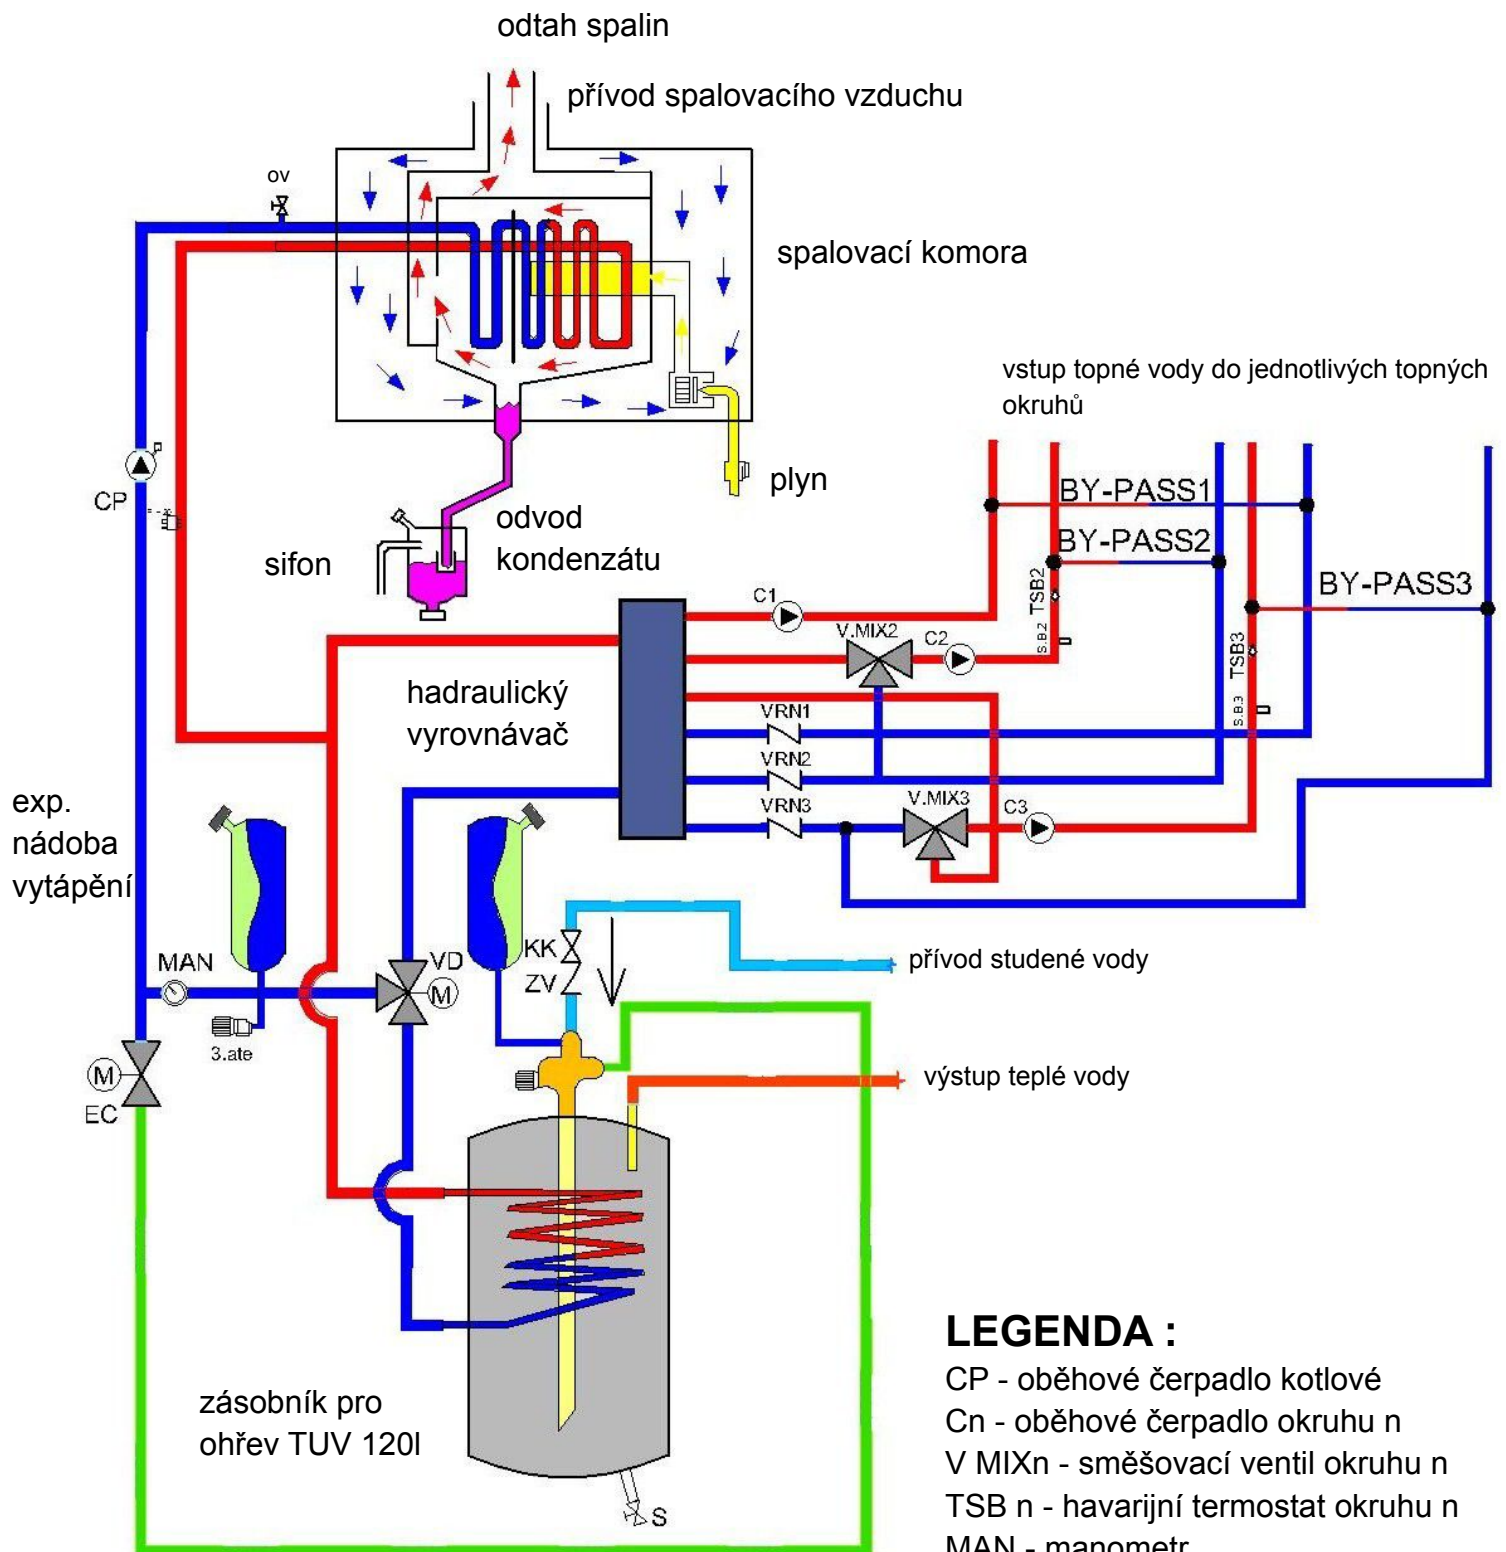 odtah spalin
přívod spalovacího vzduchu
ov
spalovací komora
vstup topné vody do jednotlivých topných
okruhů
plyn
CP
BY-PASS1
odvod
kondenzátu
sifon
BY-PASS2
BY-PASS3
C1
TSB2
S.B.2
V.MIX2
C2
TSB3
S.B.3
hadraulický
vyrovnávač
VRN1
VRN2
VRN3
V.MIX3
C3
exp.
nádoba
vytápění
KK
ZV
MAN
VD
M
přívod studené vody
3.ate
M
EC
výstup teplé vody
zásobník pro
ohřev TUV 120l
S
LEGENDA :
CP - oběhové čerpadlo kotlové
Cn - oběhové čerpadlo okruhu n
V MIXn - směšovací ventil okruhu n
TSB n - havarijní termostat okruhu n
MAN - manometr